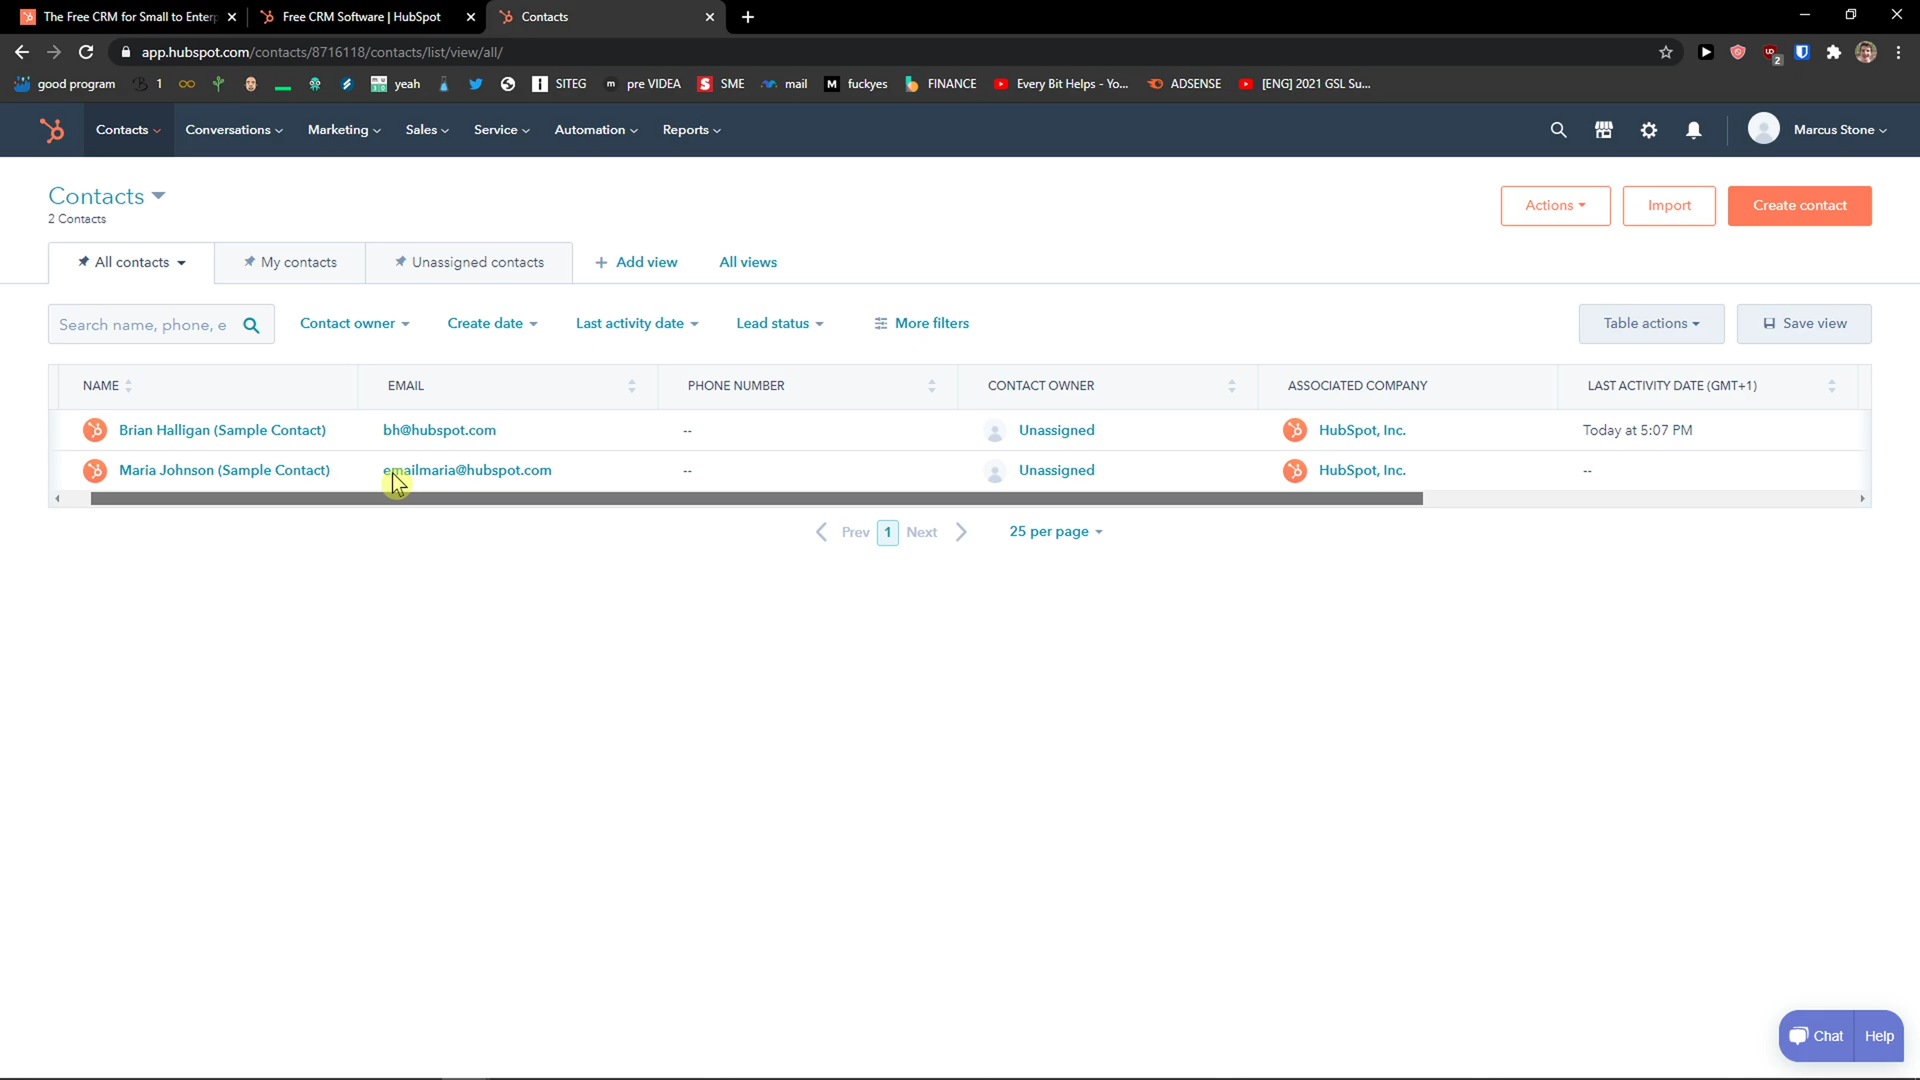 The Free CRM for Small to Enterp
Free CRM Software | HubSpot
Contacts
app.hubspot.com/contacts/8716118/contacts/list/view/all/
2
good program
1
yeah
SITEG
pre VIDEA
SME
mail
fuckyes
FINANCE
Every Bit Helps - Yo...
ADSENSE
[ENG] 2021 GSL Su...
Contacts
Conversations
Marketing
Sales
Service
Automation
Reports
Marcus Stone
Contacts
2 Contacts
Actions
Import
Create contact
All contacts
My contacts
Unassigned contacts
+ Add view
All views
Search name, phone, e
Contact owner
Create date
Last activity date
Lead status
More filters
Table actions
Save view
NAME
EMAIL
PHONE NUMBER
CONTACT OWNER
ASSOCIATED COMPANY
LAST ACTIVITY DATE (GMT+1)
Brian Halligan (Sample Contact)
bh@hubspot.com
--
Unassigned
HubSpot, Inc.
Today at 5:07 PM
Maria Johnson (Sample Contact)
emailmaria@hubspot.com
--
Unassigned
HubSpot, Inc.
--
Prev
1
Next
25 per page
Chat
Help